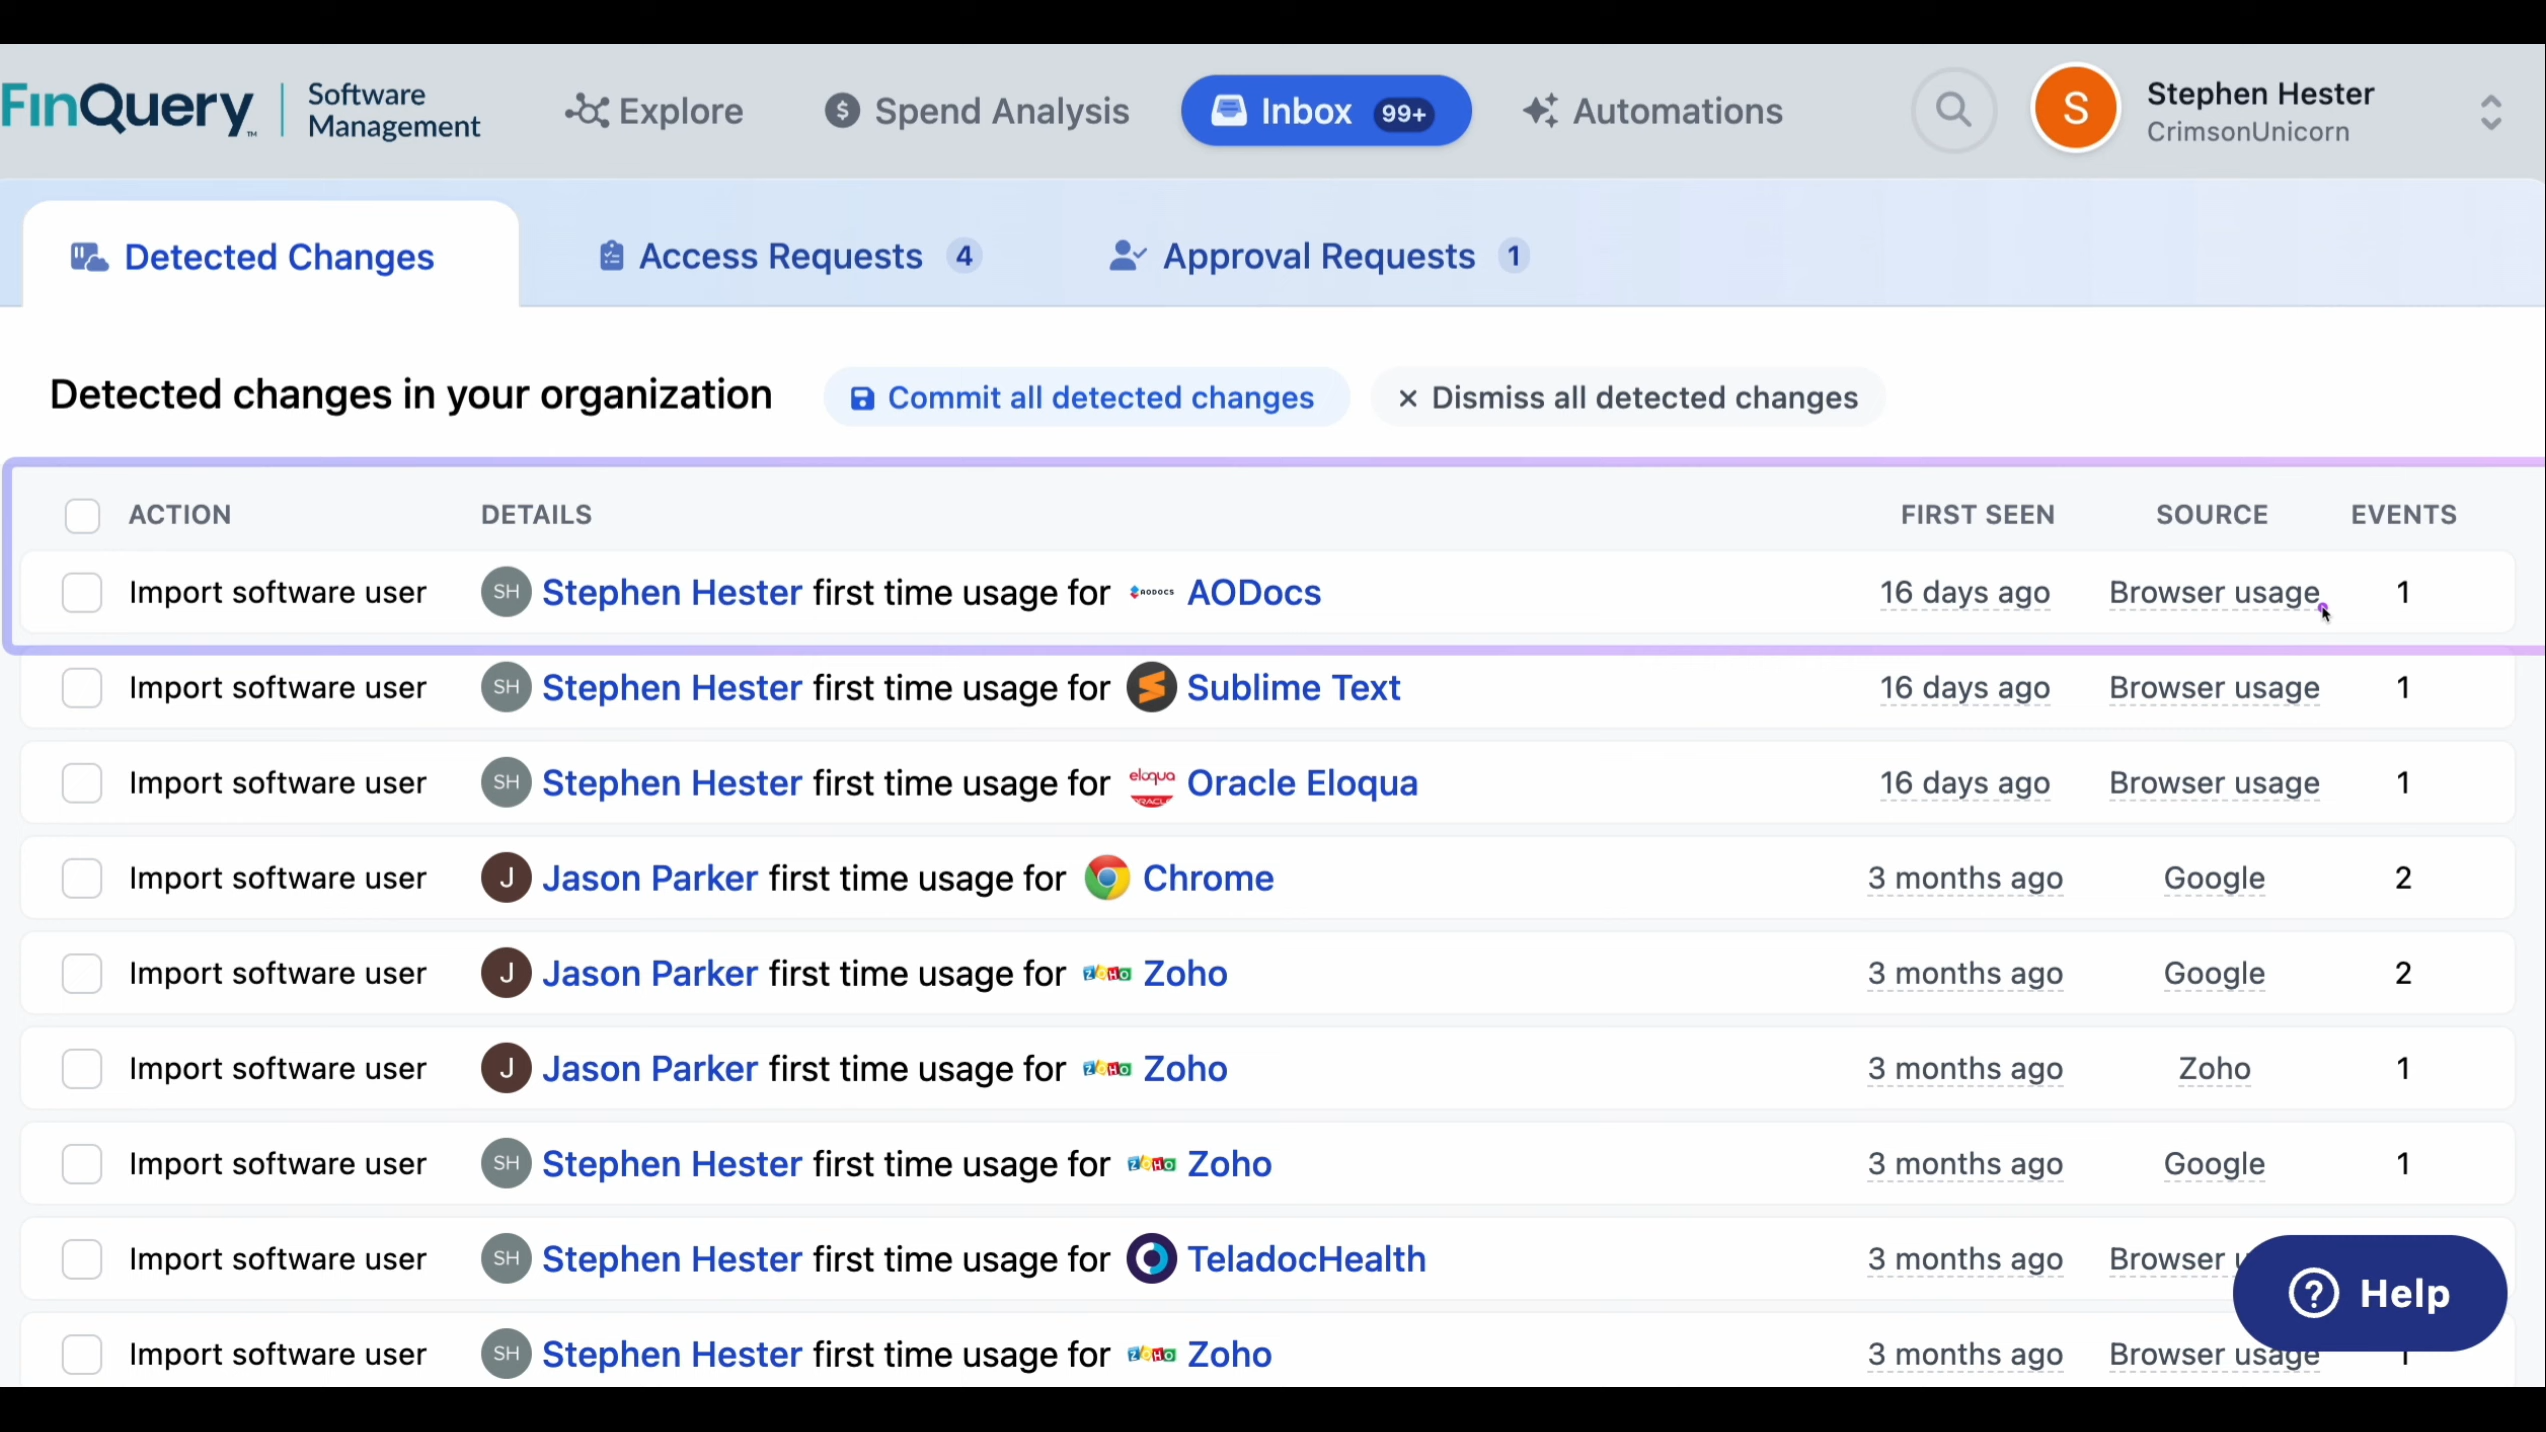 FinQuery™ | Software Management
Explore
Spend Analysis
Inbox 99+
Automations
S
Stephen Hester
CrimsonUnicorn
Detected Changes
Access Requests 4
Approval Requests 1
Detected changes in your organization
Commit all detected changes
× Dismiss all detected changes
ACTION DETAILS FIRST SEEN SOURCE EVENTS
Import software user SH Stephen Hester first time usage for AODOCS AODocs 16 days ago Browser usage 1
Import software user SH Stephen Hester first time usage for Sublime Text 16 days ago Browser usage 1
Import software user SH Stephen Hester first time usage for eloqua ORACLE Oracle Eloqua 16 days ago Browser usage 1
Import software user J Jason Parker first time usage for Chrome 3 months ago Google 2
Import software user J Jason Parker first time usage for ZOHO Zoho 3 months ago Google 2
Import software user J Jason Parker first time usage for ZOHO Zoho 3 months ago Zoho 1
Import software user SH Stephen Hester first time usage for ZOHO Zoho 3 months ago Google 1
Import software user SH Stephen Hester first time usage for TeladocHealth 3 months ago Browser
Help
Import software user SH Stephen Hester first time usage for ZOHO Zoho 3 months ago Browser usage